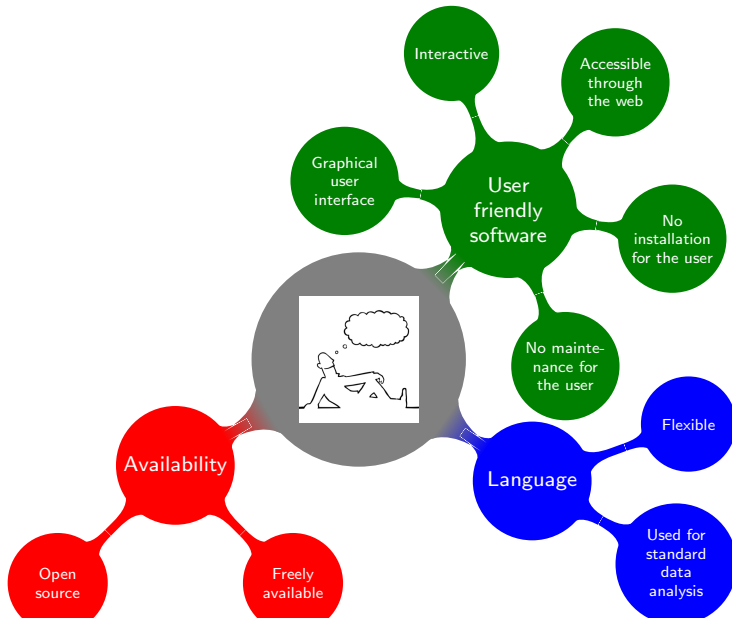 Interactive
Accessible
through
the web
Graphical
user
interface
User
friendly
software
No
installation
for the user
No mainte-
nance for
the user
Flexible
Availability
Language
Used for
standard
data
analysis
Open
source
Freely
available